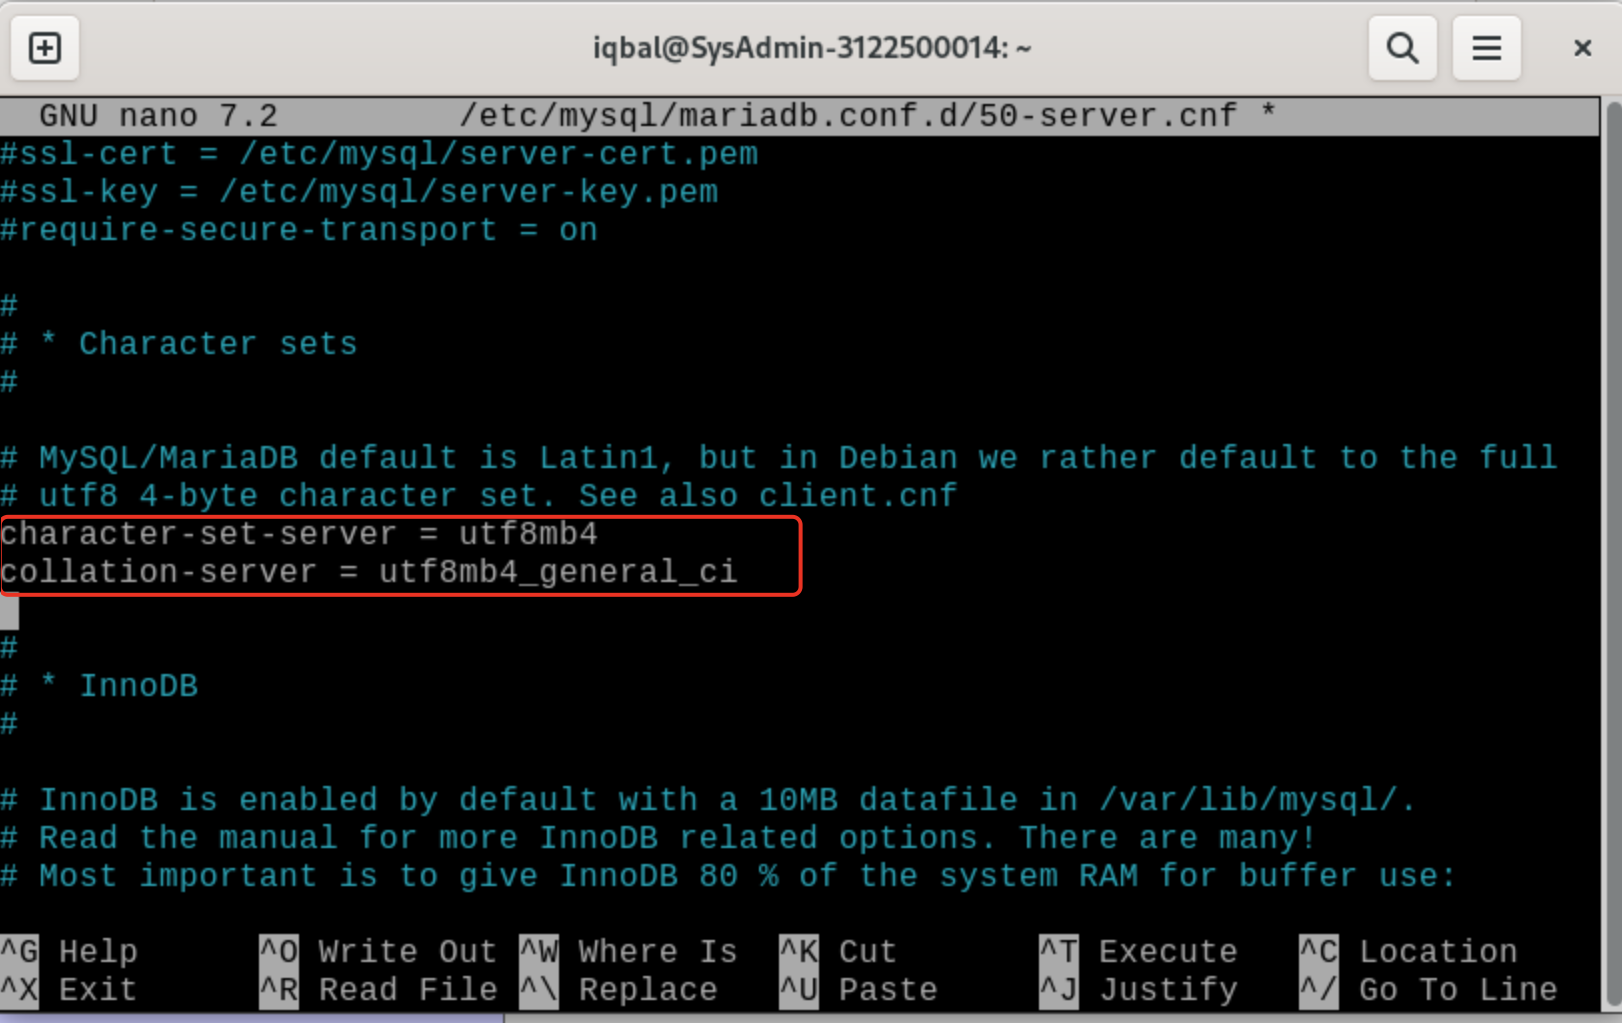 iqbal@SysAdmin-3122500014: ~
GNU nano 7.2 /etc/mysql/mariadb.conf.d/50-server.cnf *
#ssl-cert = /etc/mysql/server-cert.pem
#ssl-key = /etc/mysql/server-key.pem
#require-secure-transport = on
#
# * Character sets
#
# MySQL/MariaDB default is Latin1, but in Debian we rather default to the full
# utf8 4-byte character set. See also client.cnf
character-set-server = utf8mb4
collation-server = utf8mb4_general_ci
#
# * InnoDB
#
# InnoDB is enabled by default with a 10MB datafile in /var/lib/mysql/.
# Read the manual for more InnoDB related options. There are many!
# Most important is to give InnoDB 80 % of the system RAM for buffer use:
^G Help ^O Write Out ^W Where Is ^K Cut ^T Execute ^C Location
^X Exit ^R Read File ^\ Replace ^U Paste ^J Justify ^/ Go To Line